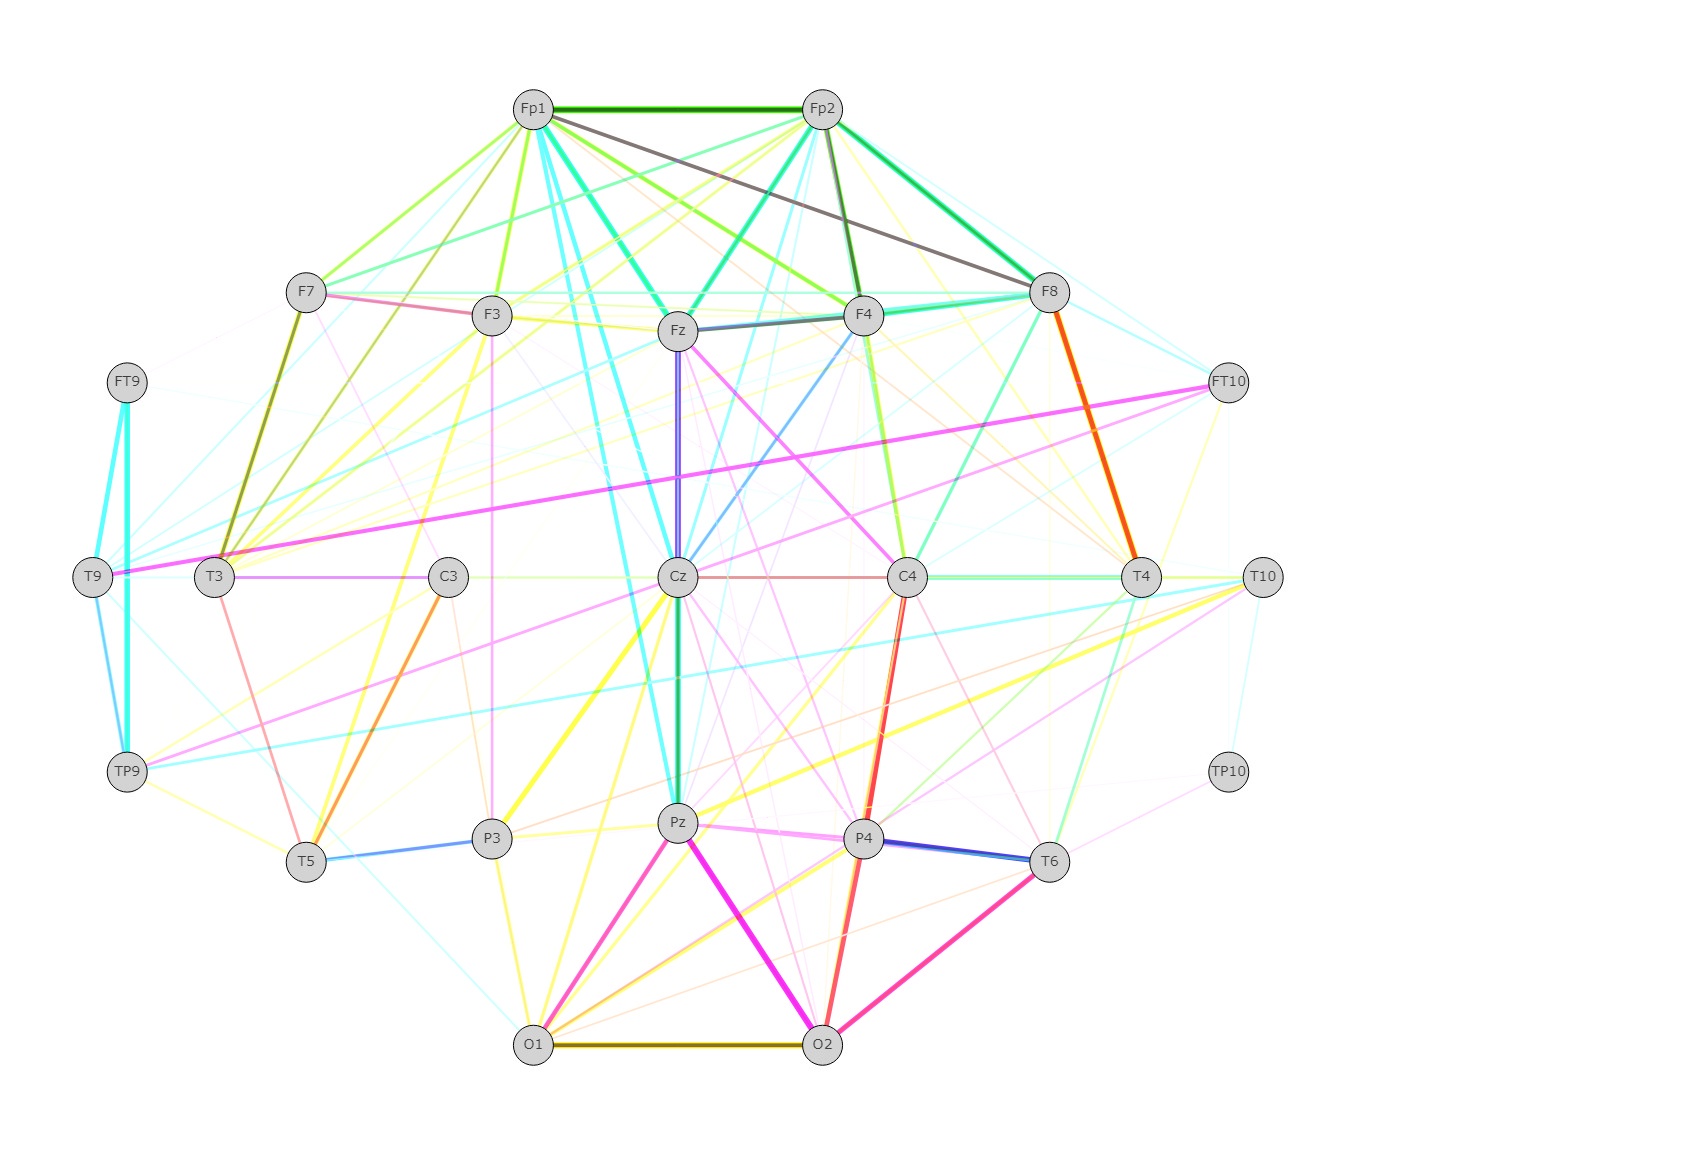 Fp1 Fp2
F7 F3 Fz F4 F8
FT9 FT10
T9 T3 C3 Cz C4 T4 T10
TP9 TP10
T5 P3 Pz P4 T6
O1 O2